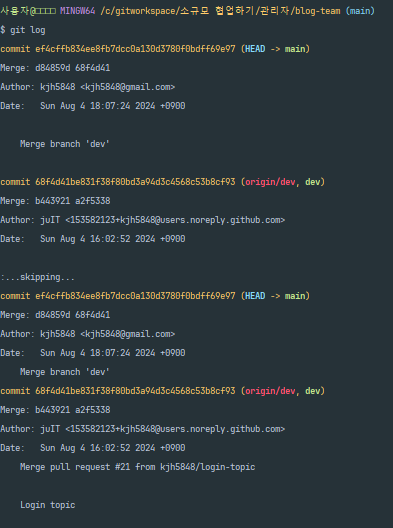 사용자@□□□□ MINGW64 /c/gitworkspace/소규모 협업하기/관리자/blog-team (main)
$ git log
commit ef4cffb834ee0fb7dcc0a130d3780f0bdff69e97 (HEAD -> main)
Merge: d84859d 68f4d41
Author: kjh5848 <kjh5848@gmail.com>
Date:   Sun Aug 4 18:07:24 2024 +0900
Merge branch 'dev'
commit 68f4d41be831f38f80bd3a94d3c4568c53b8cf93 (origin/dev, dev)
Merge: b443921 a2f5338
Author: juIT <153582123+kjh5848@users.noreply.github.com>
Date:   Sun Aug 4 16:02:52 2024 +0900
:...skipping...
commit ef4cffb834ee0fb7dcc0a130d3780f0bdff69e97 (HEAD -> main)
Merge: d84859d 68f4d41
Author: kjh5848 <kjh5848@gmail.com>
Date:   Sun Aug 4 18:07:24 2024 +0900
Merge branch 'dev'
commit 68f4d41be831f38f80bd3a94d3c4568c53b8cf93 (origin/dev, dev)
Merge: b443921 a2f5338
Author: juIT <153582123+kjh5848@users.noreply.github.com>
Date:   Sun Aug 4 16:02:52 2024 +0900
Merge pull request #21 from kjh5848/login-topic
Login topic